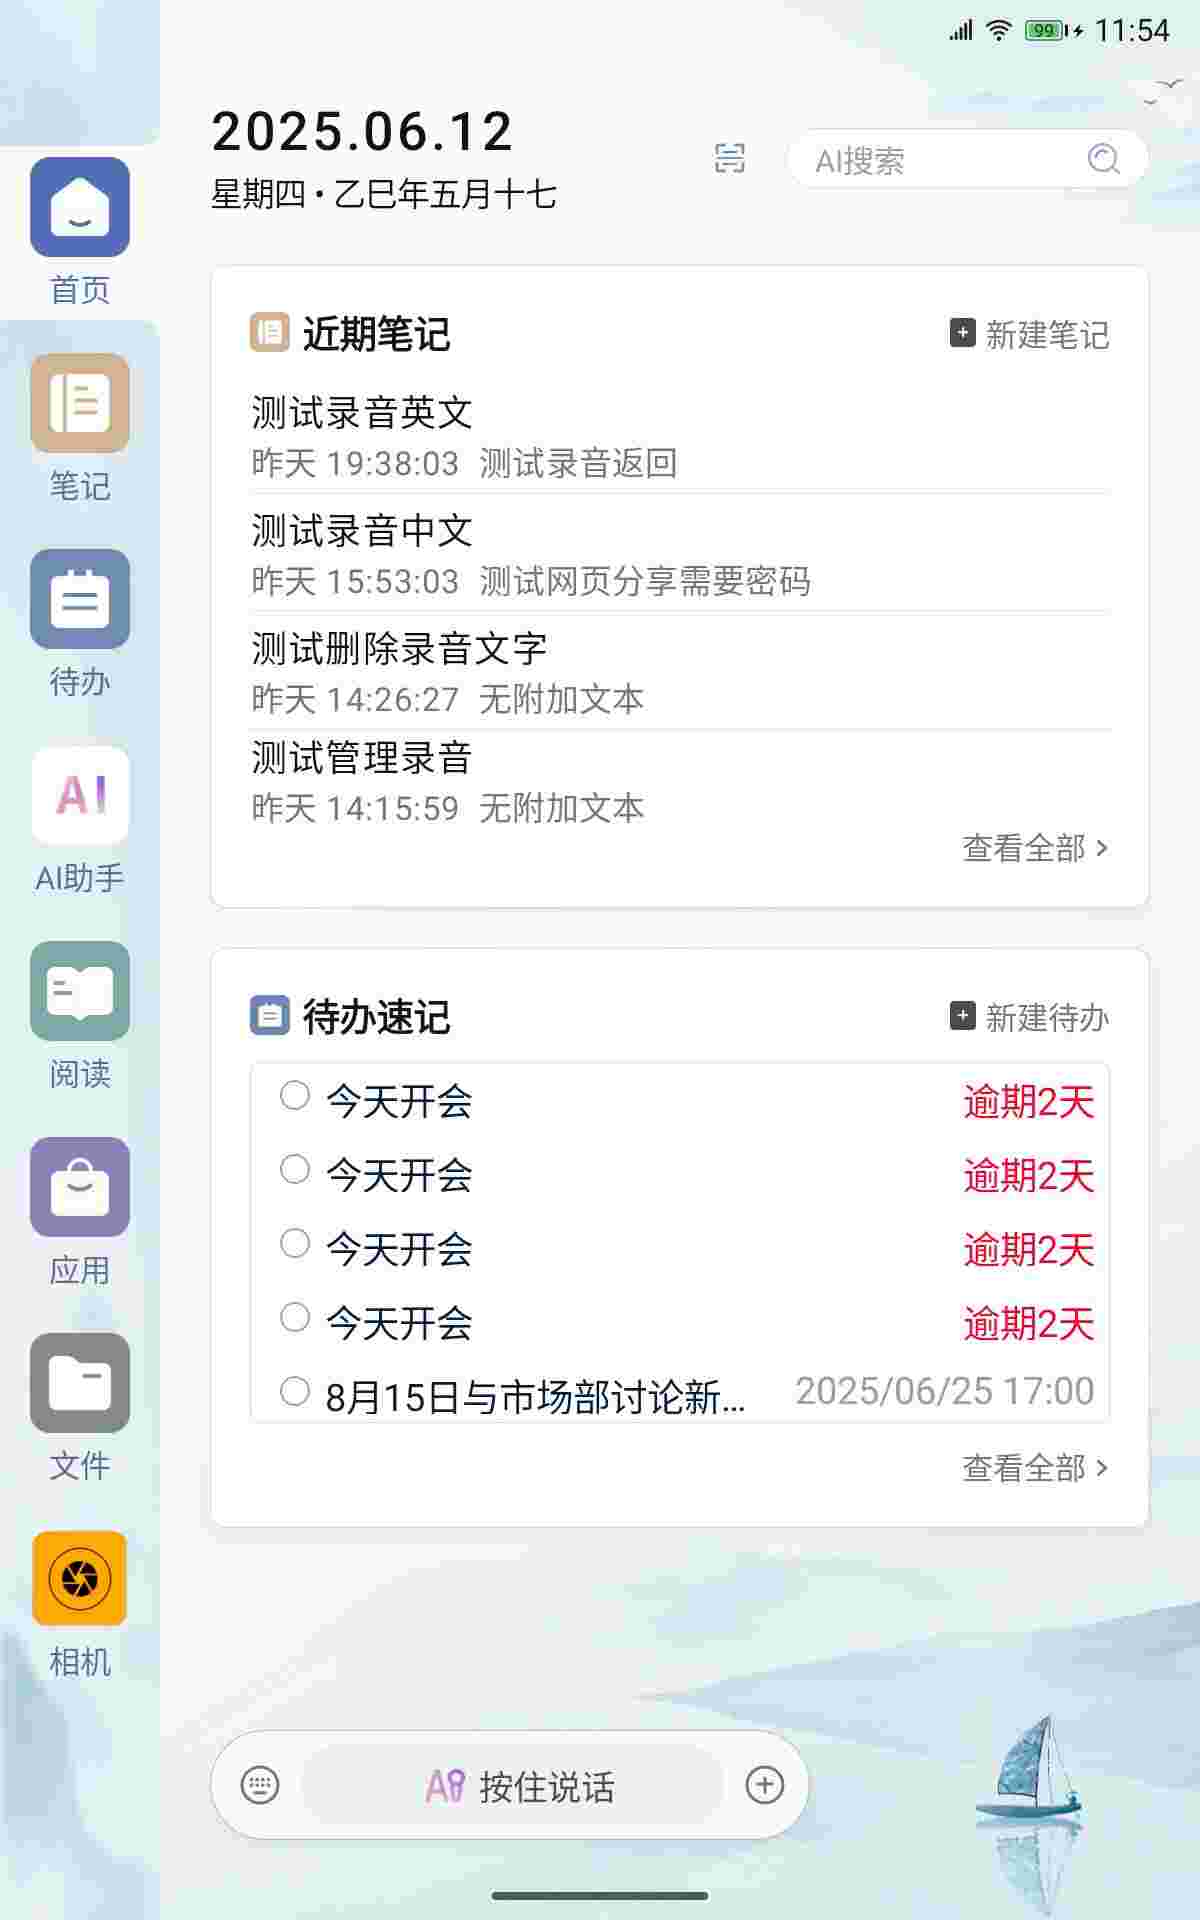 99 11:54
2025.06.12
星期四·乙巳年五月十七
AI搜索
首页
笔记
待办
AI
AI助手
阅读
应用
文件
相机
近期笔记
新建笔记
测试录音英文
昨天 19:38:03 测试录音返回
测试录音中文
昨天 15:53:03 测试网页分享需要密码
测试删除录音文字
昨天 14:26:27 无附加文本
测试管理录音
昨天 14:15:59 无附加文本
查看全部 >
待办速记
新建待办
今天开会 逾期2天
今天开会 逾期2天
今天开会 逾期2天
今天开会 逾期2天
8月15日与市场部讨论新... 2025/06/25 17:00
查看全部 >
AI 按住说话